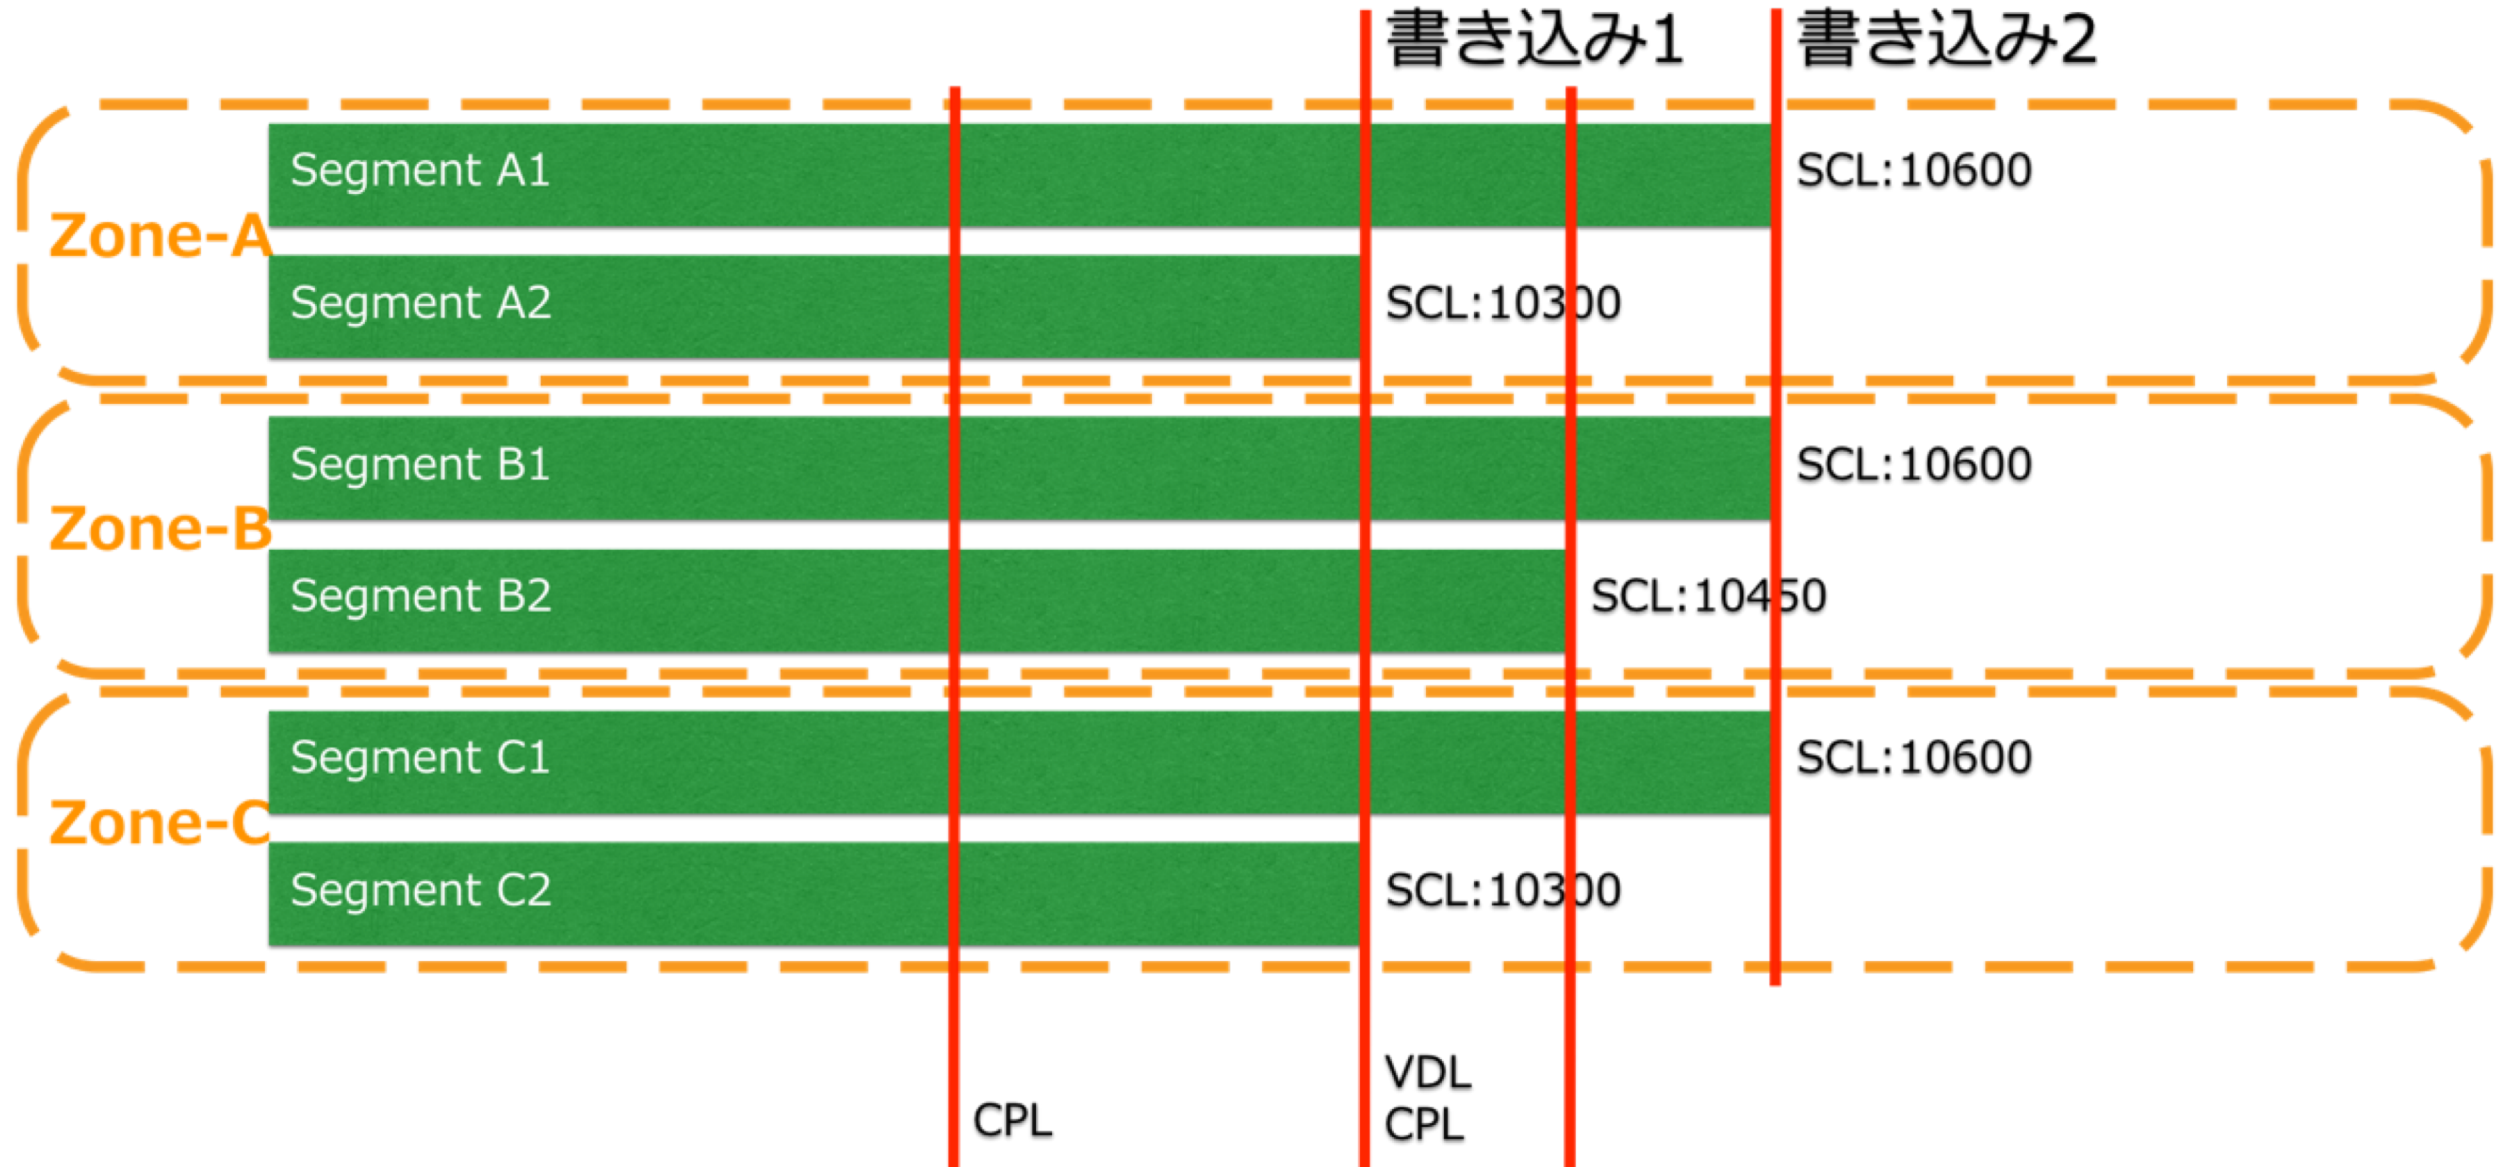 書き込み1
書き込み2
Zone-A
Segment A1
SCL:10600
Segment A2
SCL:10300
Zone-B
Segment B1
SCL:10600
Segment B2
SCL:10450
Zone-C
Segment C1
SCL:10600
Segment C2
SCL:10300
CPL
VDL
CPL